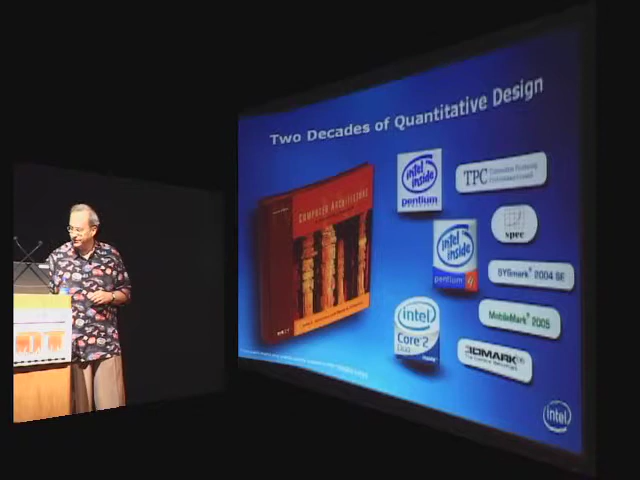 Two Decades of Quantitative Design
COMPUTER ARCHITECTURE
intel
inside
pentium
TPC
spec
intel
inside
pentium 4
SYSmark 2004 SE
intel
Core 2
Duo
MobileMark 2005
3DMARK
intel